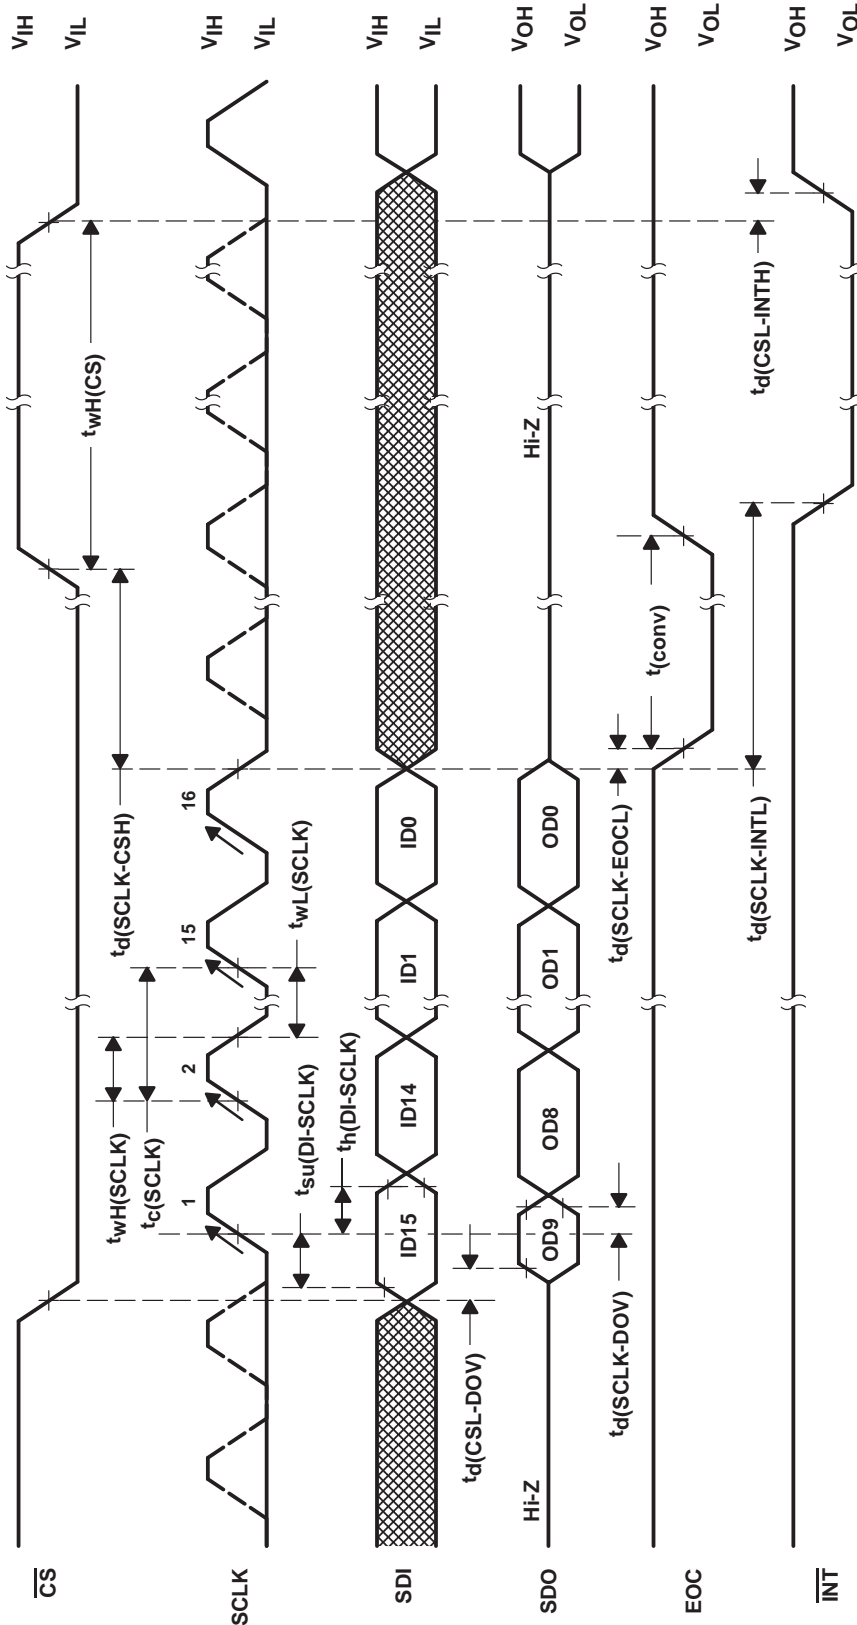 CS
VIH
VIL
twH(CS)
td(SCLK-CSH)
twH(SCLK)
tc(SCLK)
SCLK
1
2
15
16
VIH
VIL
twL(SCLK)
tsu(DI-SCLK)
th(DI-SCLK)
SDI
ID15
ID14
ID1
ID0
VIH
VIL
td(CSL-DOV)
SDO
Hi-Z
OD9
OD8
OD1
OD0
Hi-Z
VOH
VOL
td(SCLK-DOV)
td(SCLK-EOCL)
t(conv)
EOC
VOH
VOL
td(SCLK-INTL)
td(CSL-INTH)
INT
VOH
VOL